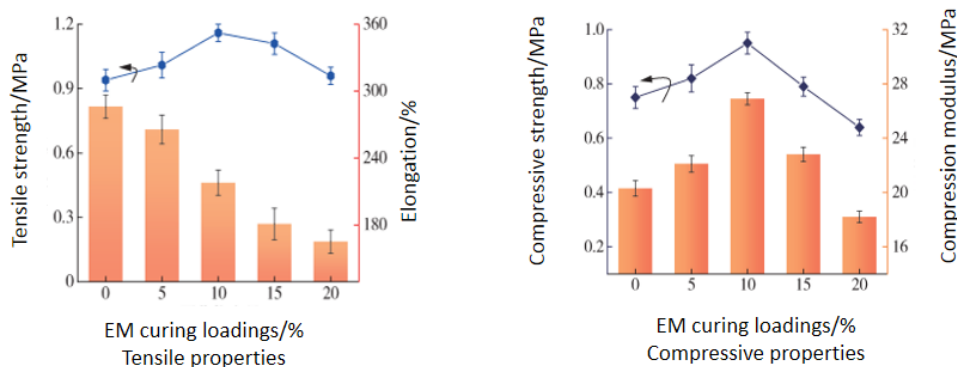 Tensile strength/MPa
1.2
0.9
0.6
0.3
0
360
300
240
180
Elongation/%
0 5 10 15 20
EM curing loadings/%
Tensile properties
Compressive strength/MPa
1.0
0.8
0.6
0.4
0.2
32
28
24
20
16
Compression modulus/MPa
0 5 10 15 20
EM curing loadings/%
Compressive properties